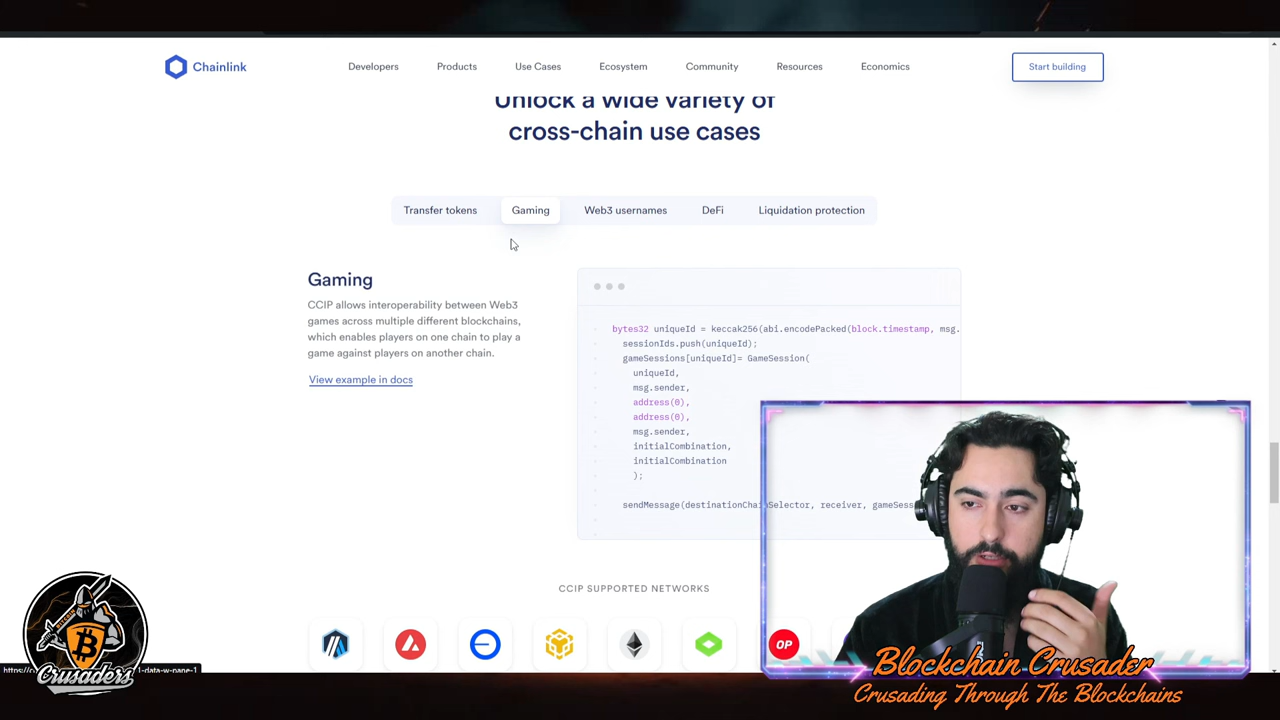 Chainlink
Developers
Products
Use Cases
Ecosystem
Community
Resources
Economics
Start building
Unlock a wide variety of
cross-chain use cases
Transfer tokens
Gaming
Web3 usernames
DeFi
Liquidation protection
Gaming
CCIP allows interoperability between Web3
games across multiple different blockchains,
which enables players on one chain to play a
game against players on another chain.
View example in docs
bytes32 uniqueId = keccak256(abi.encodePacked(block.timestamp, msg.
sessionIds.push(uniqueId);
gameSessions[uniqueId]= GameSession(
uniqueId,
msg.sender,
address(0),
address(0),
msg.sender,
initialCombination,
initialCombination
);
sendMessage(destinationChainSelector, receiver, gameSess
CCIP SUPPORTED NETWORKS
OP
Crusaders
Blockchain Crusader
Crusading Through The Blockchains